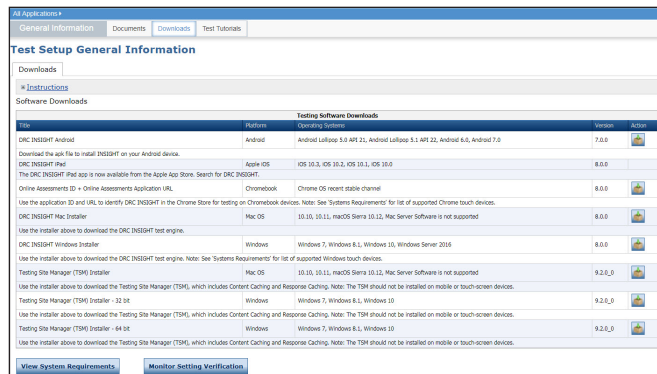 All Applications
General Information Documents Downloads Test Tutorials
Test Setup General Information
Downloads
Instructions
Software Downloads
Testing Software Downloads
Title Platform Operating Systems Version Action
DRC INSIGHT Android Android Android Lollipop 5.0 API 21, Android Lollipop 5.1 API 22, Android 6.0, Android 7.0 7.0.0
Download the apk file to install INSIGHT on your Android device.
DRC INSIGHT iPad Apple iOS iOS 10.3, iOS 10.2, iOS 10.1, iOS 10.0 8.0.0
The DRC INSIGHT iPad app is now available from the Apple App Store. Search for DRC INSIGHT.
Online Assessments ID + Online Assessments Application URL Chromebook Chrome OS recent stable channel 8.0.0
Use the application ID and URL to identify DRC INSIGHT in the Chrome Store for testing on Chromebook devices. Note: See 'Systems Requirements' for list of supported Chrome touch devices.
DRC INSIGHT Mac Installer Mac OS 10.10, 10.11, macOS Sierra 10.12, Mac Server Software is not supported 8.0.0
Use the installer above to download the DRC INSIGHT test engine.
DRC INSIGHT Windows Installer Windows Windows 7, Windows 8.1, Windows 10, Windows Server 2016 8.0.0
Use the installer above to download the DRC INSIGHT test engine. Note: See 'Systems Requirements' for list of supported Windows touch devices.
Testing Site Manager (TSM) Installer Mac OS 10.10, 10.11, macOS Sierra 10.12, Mac Server Software is not supported 9.2.0_0
Use the installer above to download the Testing Site Manager (TSM), which includes Content Caching and Response Caching. Note: The TSM should not be installed on mobile or touch-screen devices.
Testing Site Manager (TSM) Installer - 32 bit Windows Windows 7, Windows 8.1, Windows 10 9.2.0_0
Use the installer above to download the Testing Site Manager (TSM), which includes Content Caching and Response Caching. Note: The TSM should not be installed on mobile or touch-screen devices.
Testing Site Manager (TSM) Installer - 64 bit Windows Windows 7, Windows 8.1, Windows 10 9.2.0_0
Use the installer above to download the Testing Site Manager (TSM), which includes Content Caching and Response Caching. Note: The TSM should not be installed on mobile or touch-screen devices.
View System Requirements Monitor Setting Verification